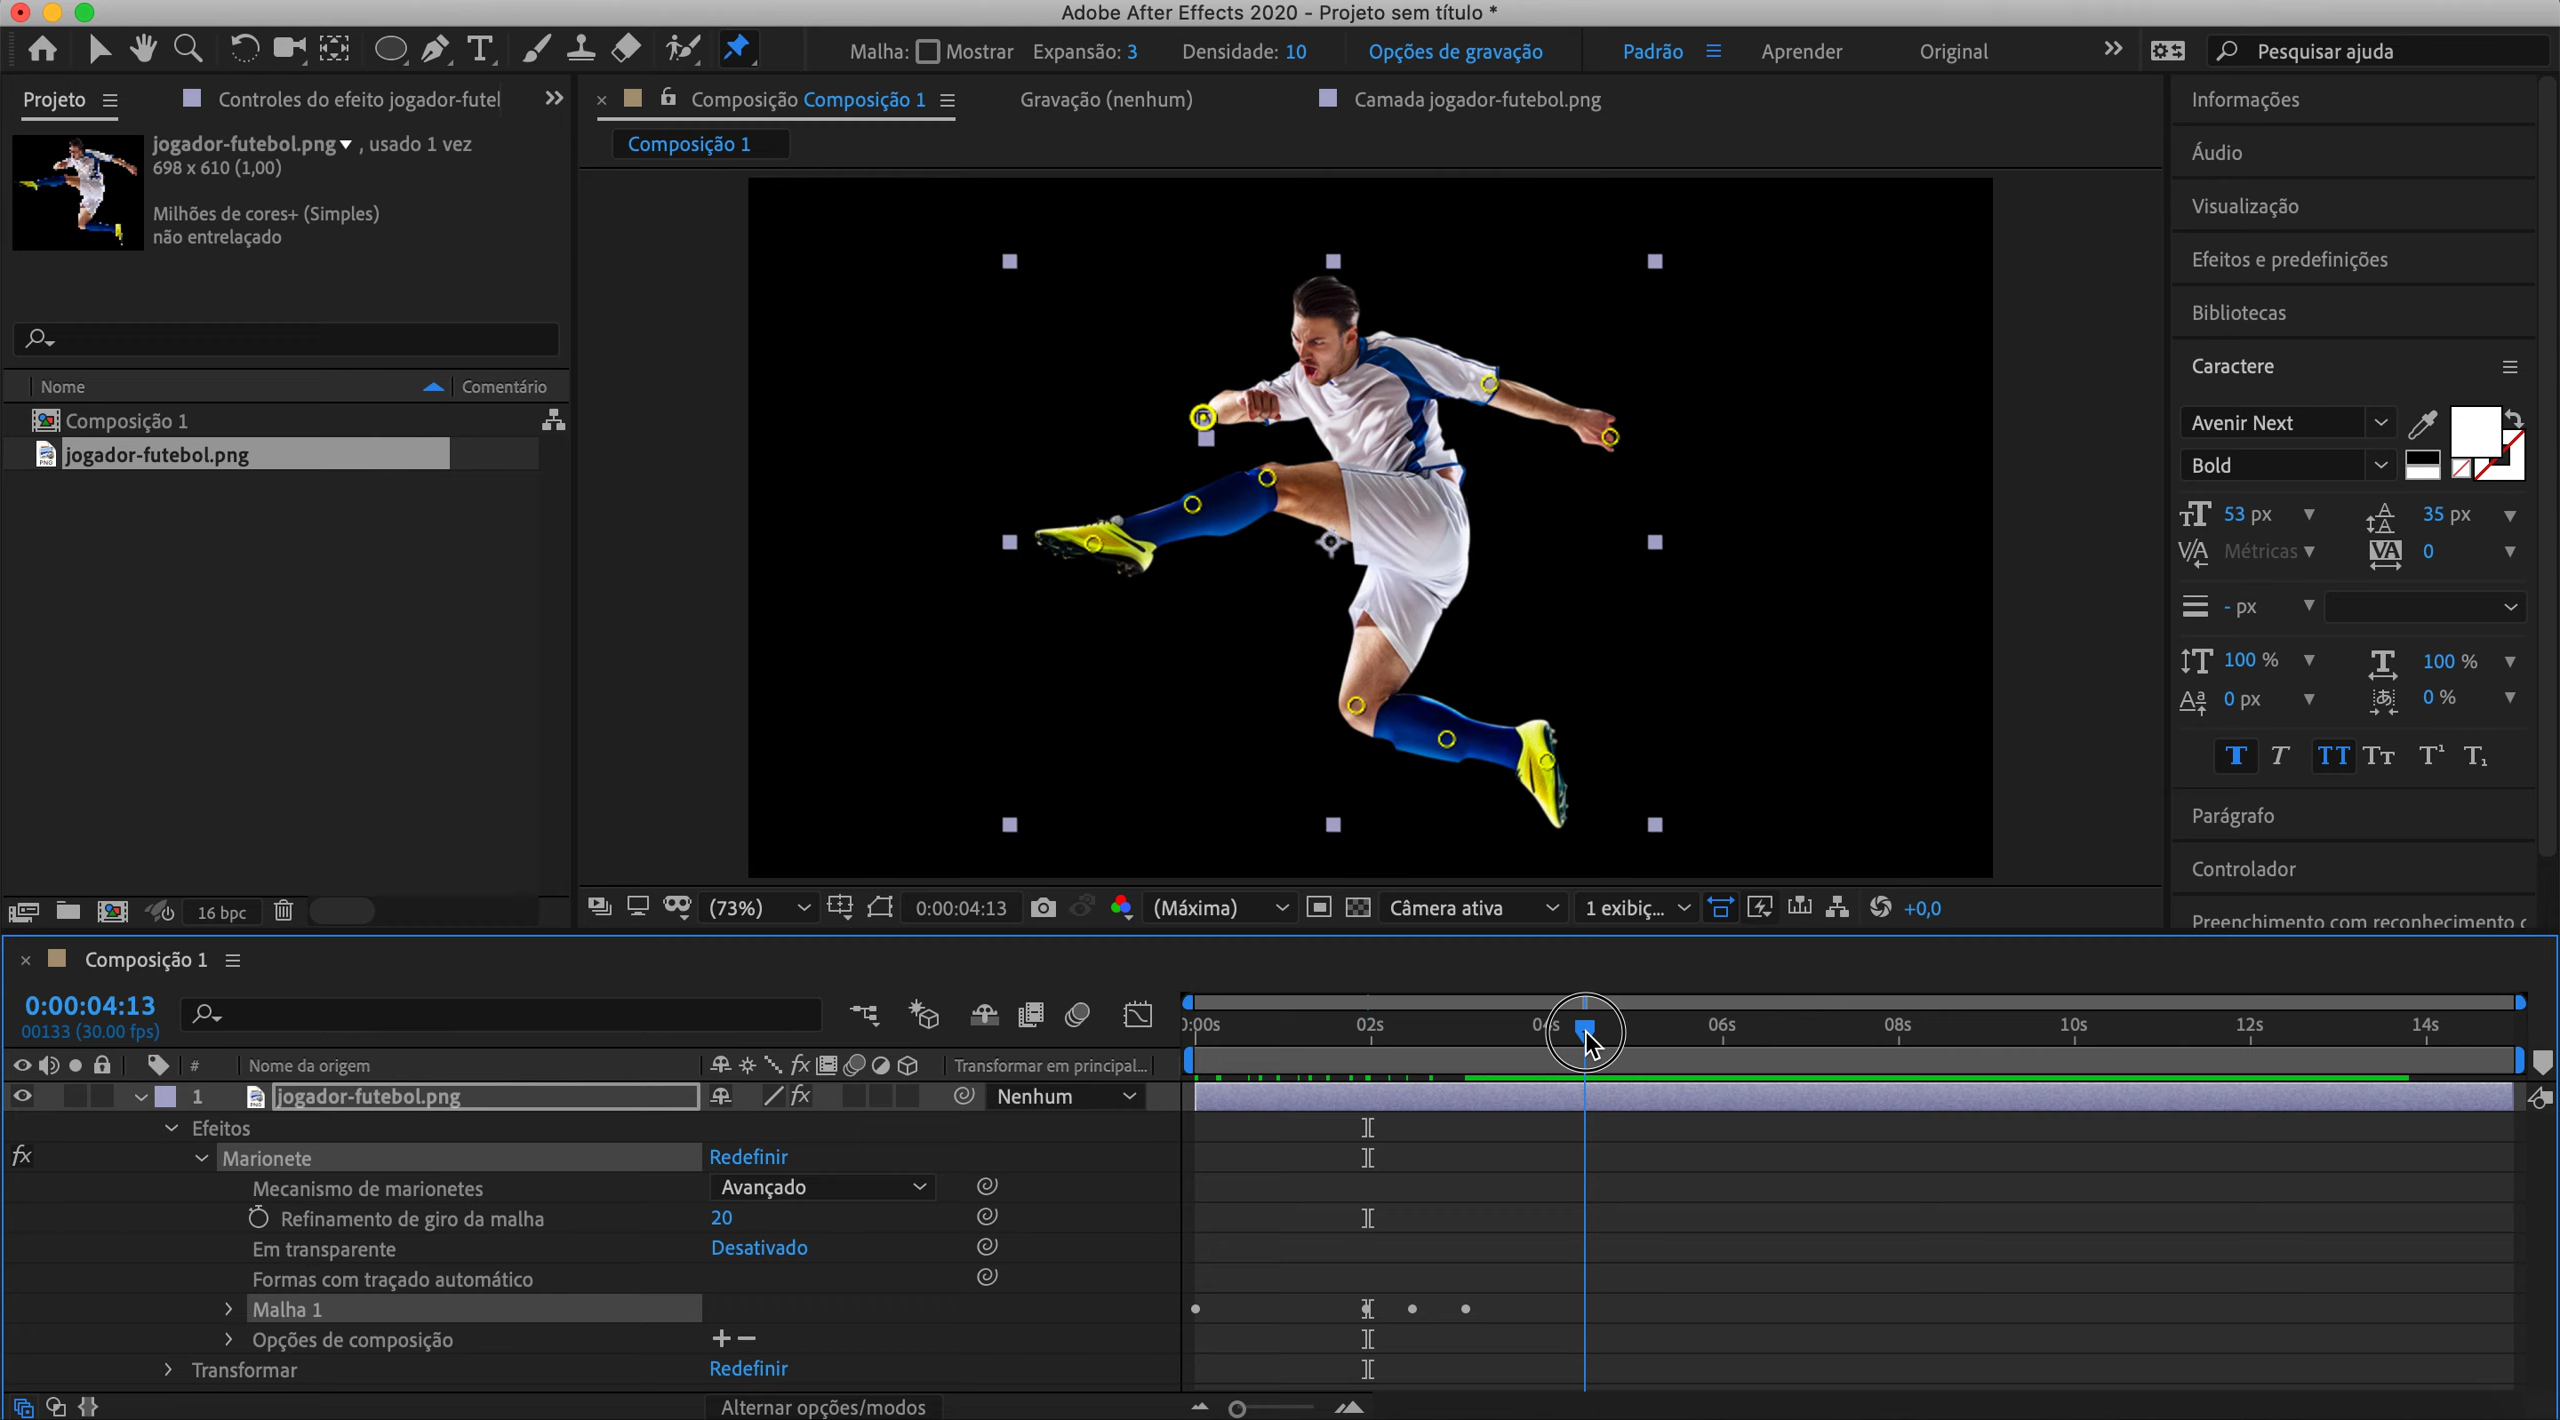 Adobe After Effects 2020 - Projeto sem título *
Malha: Mostrar Expansão: 3 Densidade: 10 Opções de gravação Padrão Aprender Original Pesquisar ajuda
Projeto Controles do efeito jogador-futel
Composição Composição 1 Gravação (nenhum) Camada jogador-futebol.png
Composição 1
jogador-futebol.png , usado 1 vez
698 x 610 (1,00)
Milhões de cores+ (Simples)
não entrelaçado
Nome Comentário
Composição 1
jogador-futebol.png
16 bpc
(73%) 0:00:04:13 (Máxima) Câmera ativa 1 exibiç... +0,0
Informações
Áudio
Visualização
Efeitos e predefinições
Bibliotecas
Caractere
Avenir Next
Bold
53 px 35 px
Métricas 0
- px
100 % 100 %
0 px 0 %
T T TT Tт T¹ T₁
Parágrafo
Controlador
Preenchimento com reconhecimento c
Composição 1
0:00:04:13
00133 (30.00 fps)
0:00s 02s 04s 06s 08s 10s 12s 14s
# Nome da origem fx Transformar em principal...
1 jogador-futebol.png fx Nenhum
Efeitos
fx Marionete Redefinir
Mecanismo de marionetes Avançado
Refinamento de giro da malha 20
Em transparente Desativado
Formas com traçado automático
Malha 1
Opções de composição
Transformar Redefinir
Alternar opções/modos